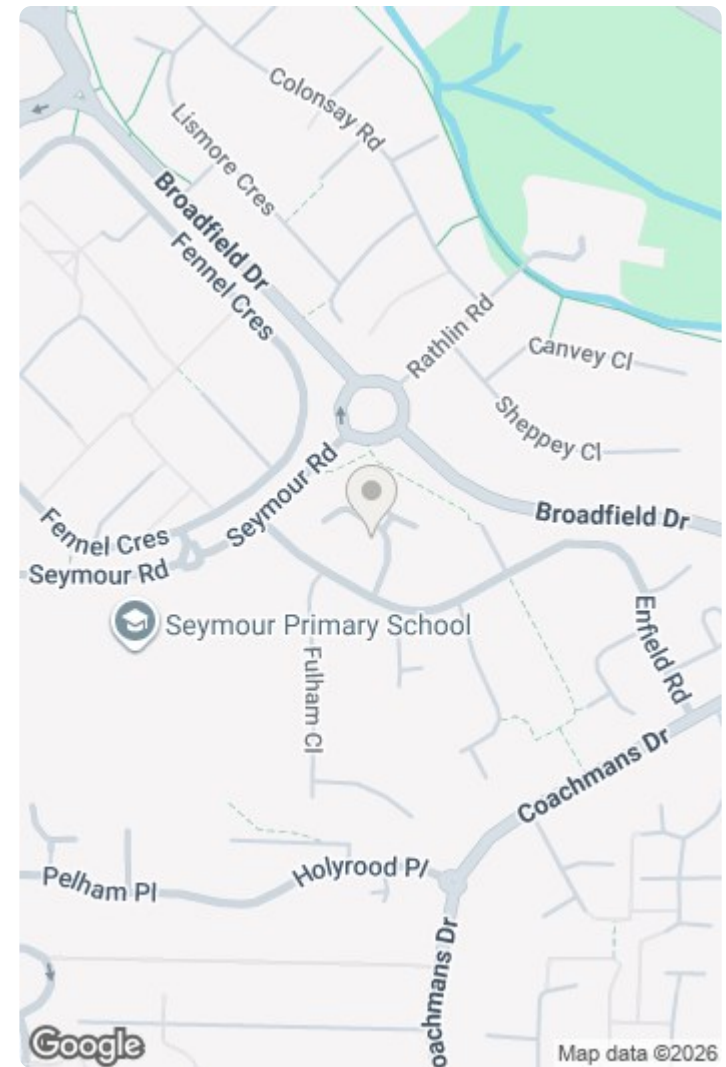 Colonsay Rd
Lismore Cres
Broadfield Dr
Fennel Cres
Rathlin Rd
Canvey Cl
Sheppey Cl
Seymour Rd
Broadfield Dr
Fennel Cres
Seymour Rd
Seymour Primary School
Enfield Rd
Fulham Cl
Coachmans Dr
Holyrood Pl
Pelham Pl
oachmans Dr
Google
Map data ©2026